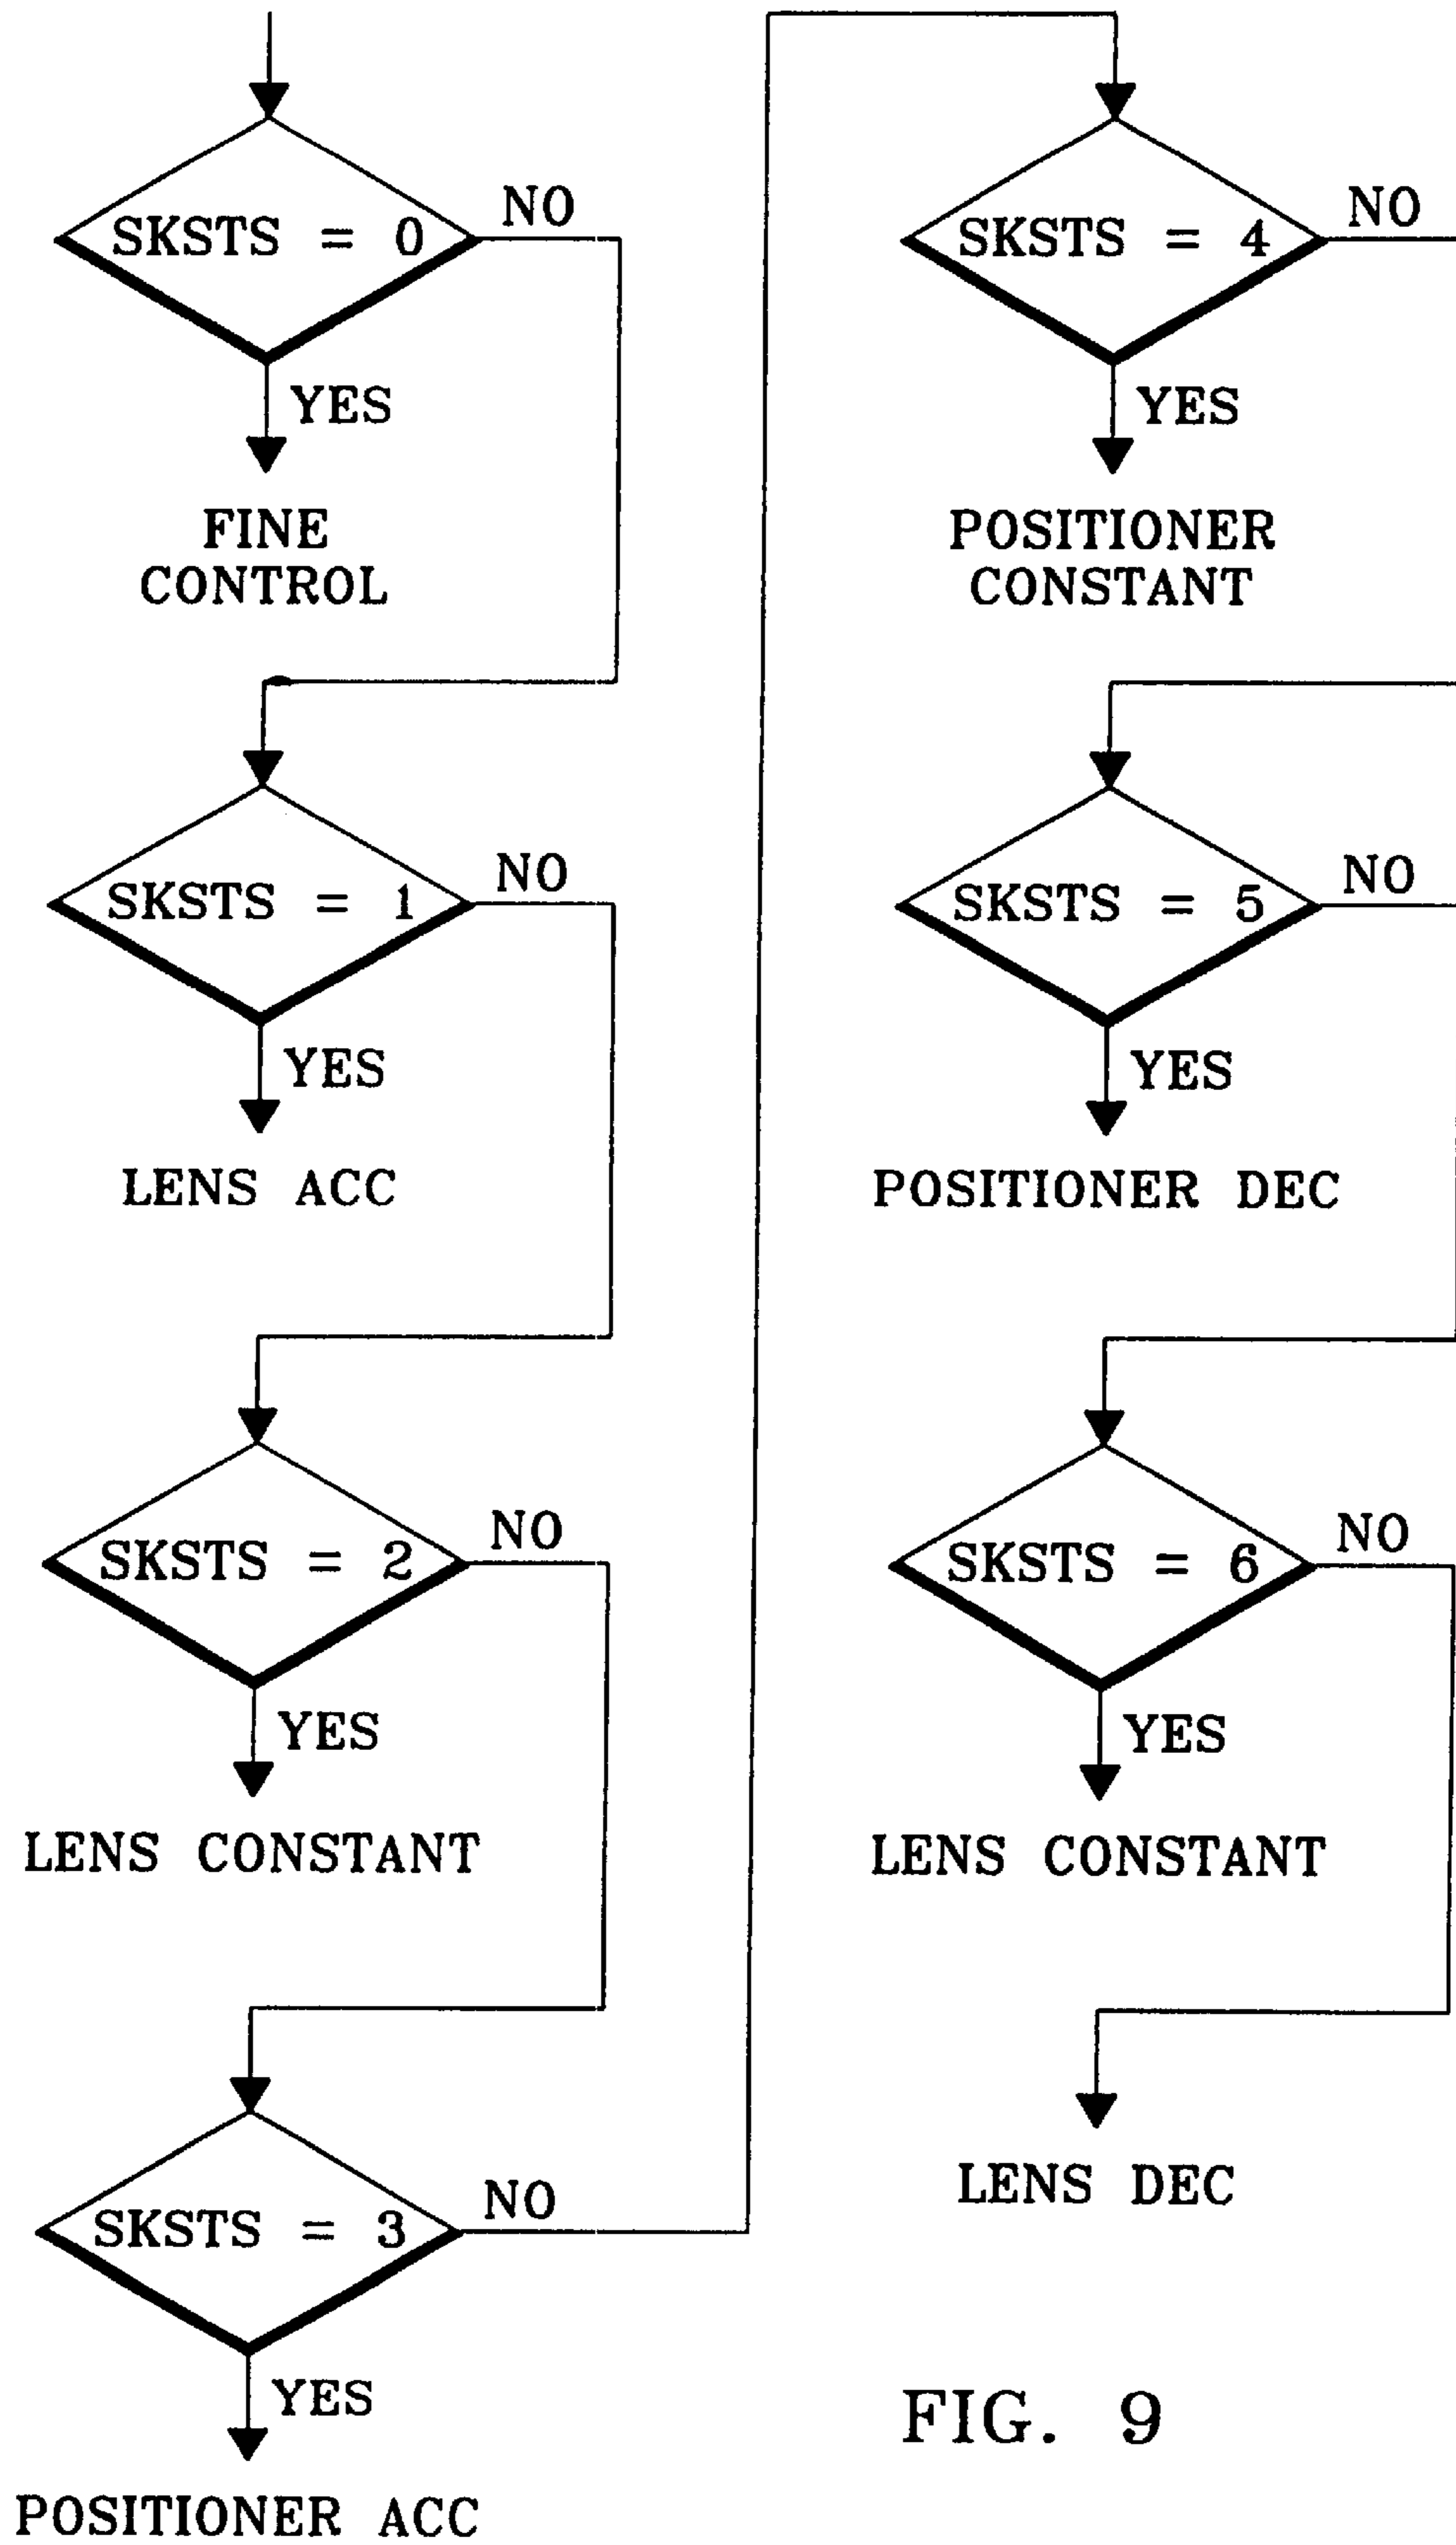 SKSTS = 0
NO
YES
FINE
CONTROL
SKSTS = 1
NO
YES
LENS ACC
SKSTS = 2
NO
YES
LENS CONSTANT
SKSTS = 3
NO
YES
POSITIONER ACC
SKSTS = 4
NO
YES
POSITIONER
CONSTANT
SKSTS = 5
NO
YES
POSITIONER DEC
SKSTS = 6
NO
YES
LENS CONSTANT
LENS DEC
FIG. 9